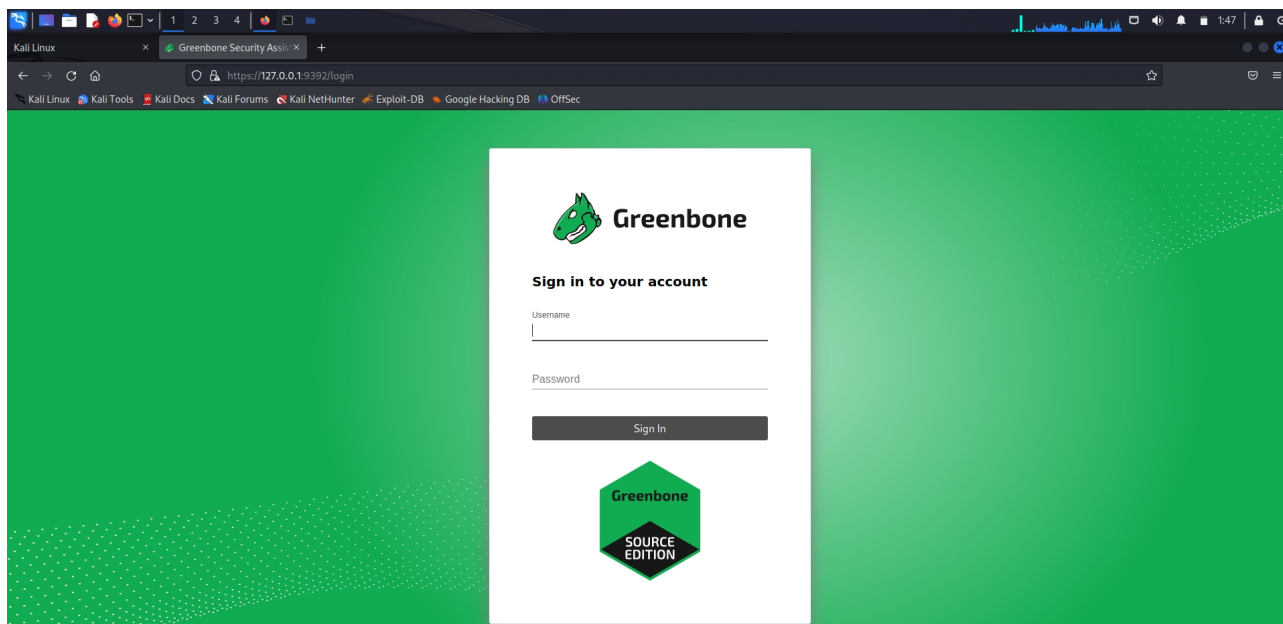 1 2 3 4
1:47
Kali Linux
Greenbone Security Assis
https://127.0.0.1:9392/login
Kali Linux Kali Tools Kali Docs Kali Forums Kali NetHunter Exploit-DB Google Hacking DB OffSec
Greenbone
Sign in to your account
Username
Password
Sign In
Greenbone
SOURCE
EDITION